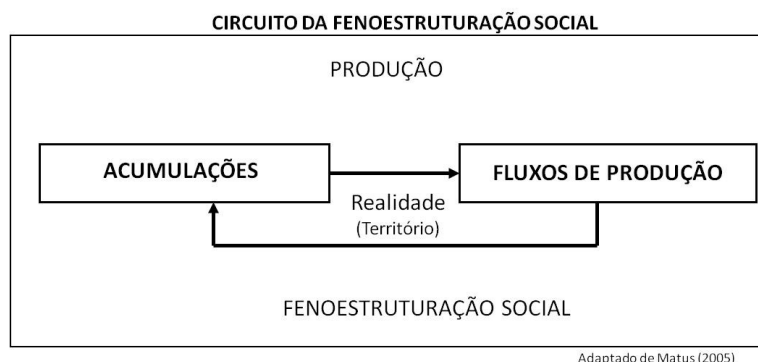 CIRCUITO DA FENOESTRUTURAÇÃO SOCIAL
PRODUÇÃO
ACUMULAÇÕES
FLUXOS DE PRODUÇÃO
Realidade
(Território)
FENOESTRUTURAÇÃO SOCIAL
Adaptado de Matus (2005)